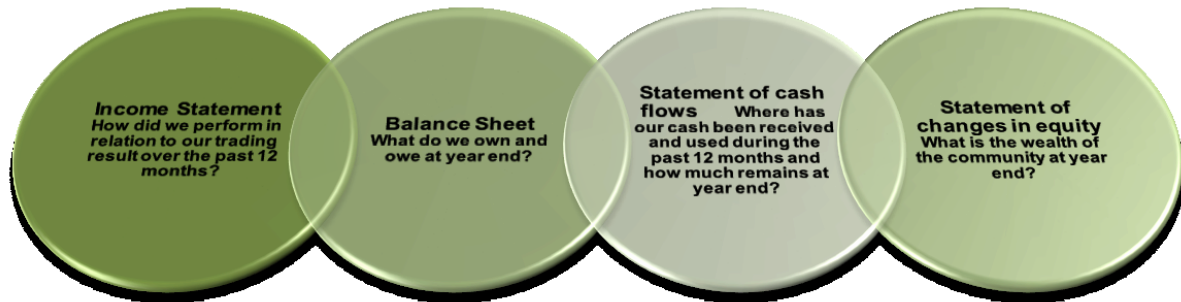 Income Statement
How did we perform in
relation to our trading
result over the past 12
months?
Balance Sheet
What do we own and
owe at year end?
Statement of cash
flows Where has
our cash been received
and used during the
past 12 months and
how much remains at
year end?
Statement of
changes in equity
What is the wealth of
the community at year
end?